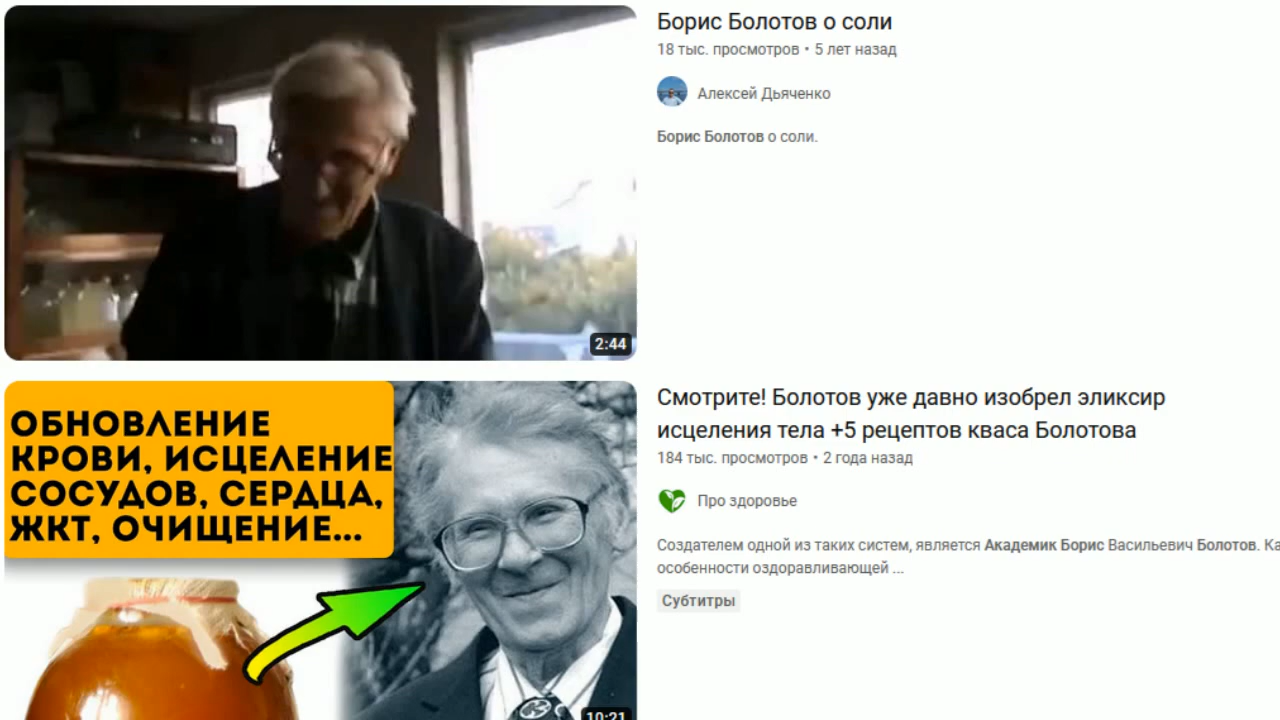 Борис Болотов о соли
18 тыс. просмотров • 5 лет назад
Алексей Дьяченко
Борис Болотов о соли.
2:44
ОБНОВЛЕНИЕ
КРОВИ, ИСЦЕЛЕНИЕ
СОСУДОВ, СЕРДЦА,
ЖКТ, ОЧИЩЕНИЕ...
10:21
Смотрите! Болотов уже давно изобрел эликсир
исцеления тела +5 рецептов кваса Болотова
184 тыс. просмотров • 2 года назад
Про здоровье
Создателем одной из таких систем, является Академик Борис Васильевич Болотов. Ка
особенности оздоравливающей ...
Субтитры